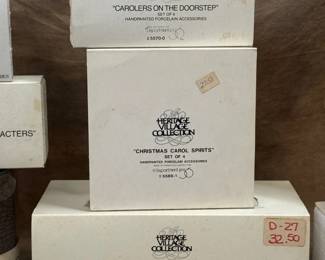 "CAROLERS ON THE DOORSTEP"
SET OF 4
HANDPAINTED PORCELAIN ACCESSORIES
ACTERS"
HERITAGE
VILLAGE
COLLECTION
"CHRISTMAS CAROL SPIRITS"
SET OF 4
HANDPAINTED PORCELAIN ACCESSORIES
HERITAGE
VILLAGE
COLLECTION
D-27
32.50